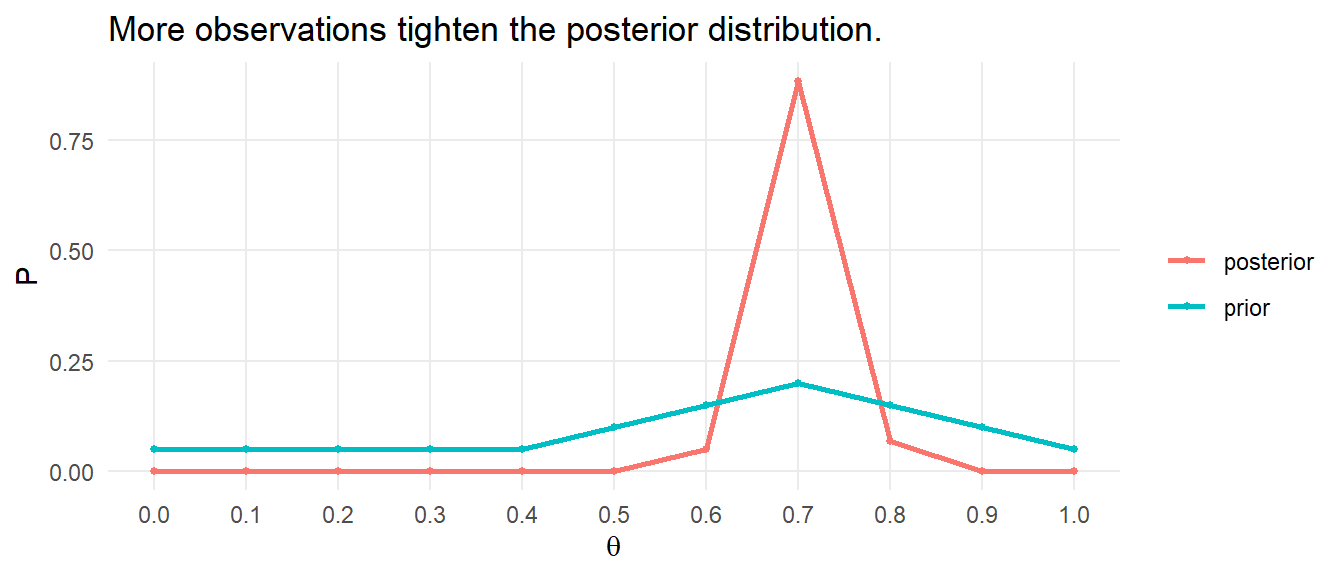 More observations tighten the posterior distribution.
P
0.75
0.50
0.25
0.00
0.0 0.1 0.2 0.3 0.4 0.5 0.6 0.7 0.8 0.9 1.0
θ
posterior
prior